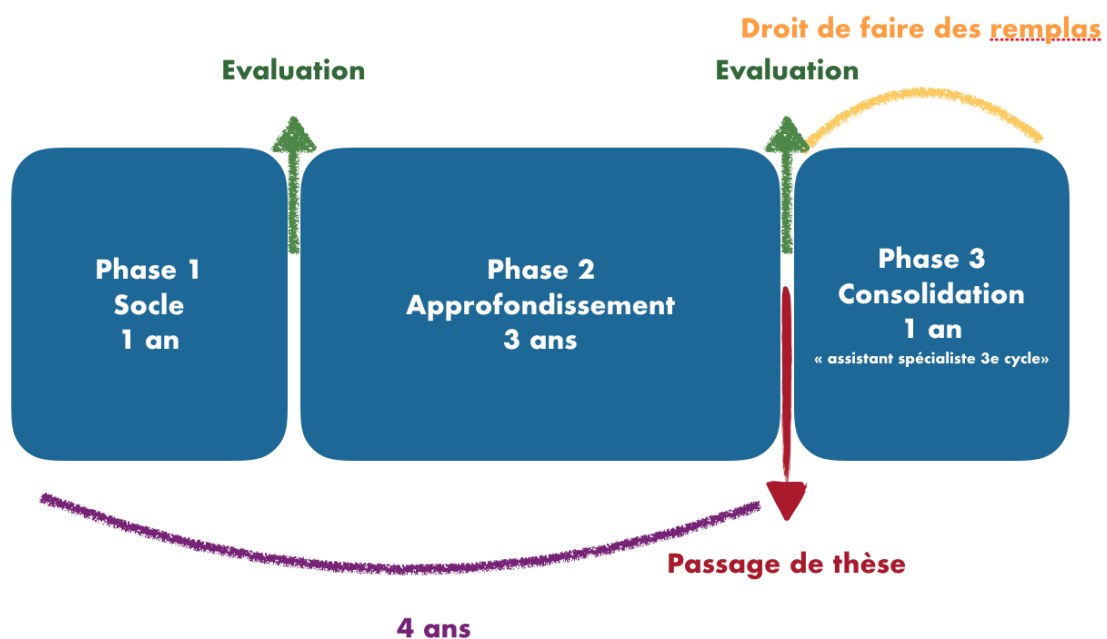 Droit de faire des remplas
Evaluation
Evaluation
Phase 1
Socle
1 an
Phase 2
Approfondissement
3 ans
Phase 3
Consolidation
1 an
« assistant spécialiste 3e cycle»
Passage de thèse
4 ans